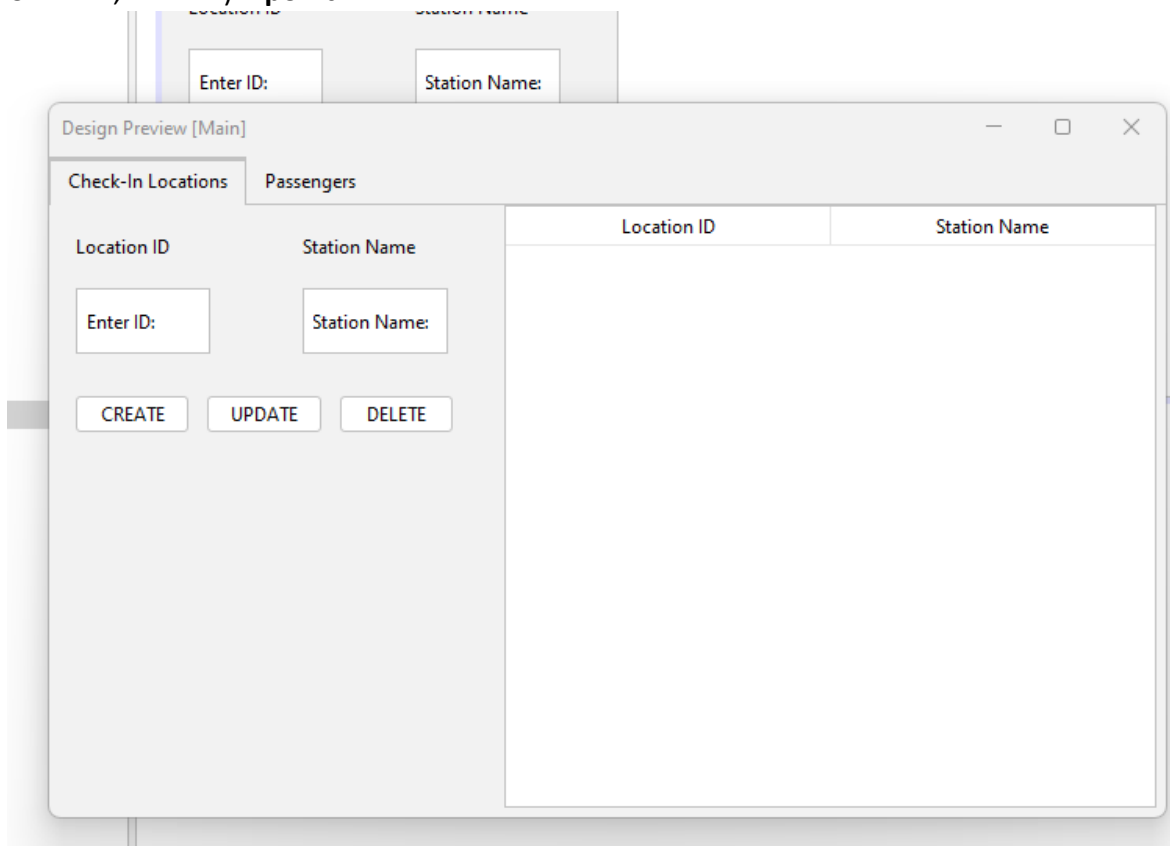 Enter ID: Station Name:
Design Preview [Main]
Check-In Locations Passengers
Location ID Station Name
Location ID Station Name
Enter ID: Station Name:
CREATE UPDATE DELETE